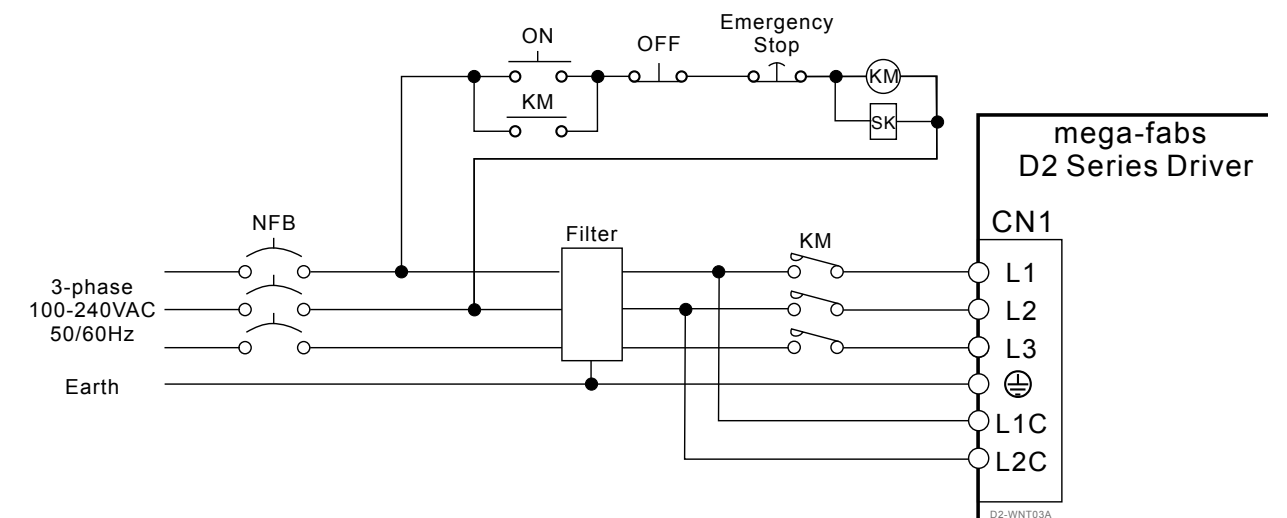 Emergency
Stop
ON
OFF
KM
KM
SK
mega-fabs
D2 Series Driver
CN1
NFB
Filter
KM
3-phase
100-240VAC
50/60Hz
Earth
L1
L2
L3
L1C
L2C
D2-WNT03A